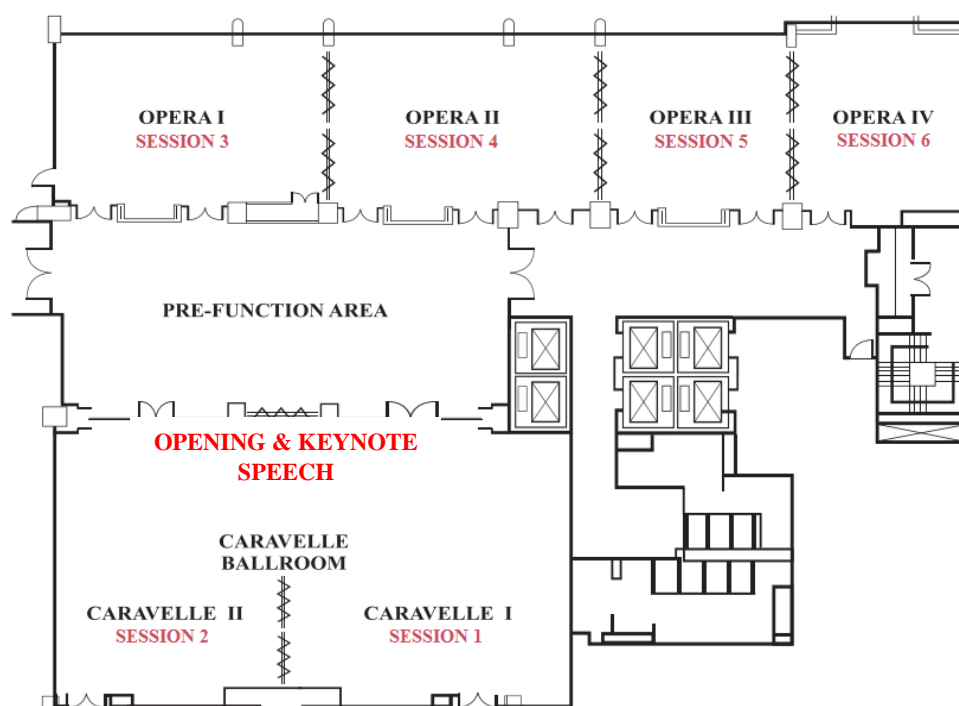 OPERA I
SESSION 3
OPERA II
SESSION 4
OPERA III
SESSION 5
OPERA IV
SESSION 6
PRE-FUNCTION AREA
OPENING & KEYNOTE
SPEECH
CARAVELLE
BALLROOM
CARAVELLE II
SESSION 2
CARAVELLE I
SESSION 1